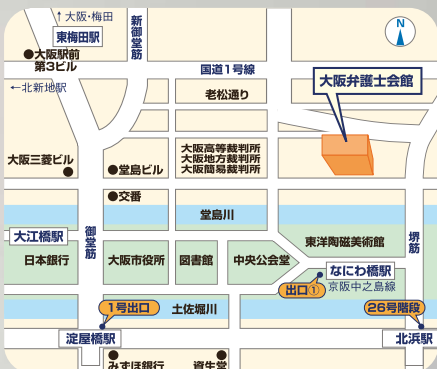 ↑大阪・梅田
東梅田駅
新御堂筋
N
●大阪駅前
第3ビル
国道1号線
大阪弁護士会館
←北新地駅
老松通り
大阪高等裁判所
大阪地方裁判所
大阪簡易裁判所
大阪三菱ビル
●堂島ビル
●交番
堂島川
大江橋駅
御堂筋
堺筋
東洋陶磁美術館
日本銀行
大阪市役所
図書館
中央公会堂
なにわ橋駅
京阪中之島線
出口①
1号出口
土佐堀川
26号階段
淀屋橋駅
北浜駅
みずほ銀行
資生堂